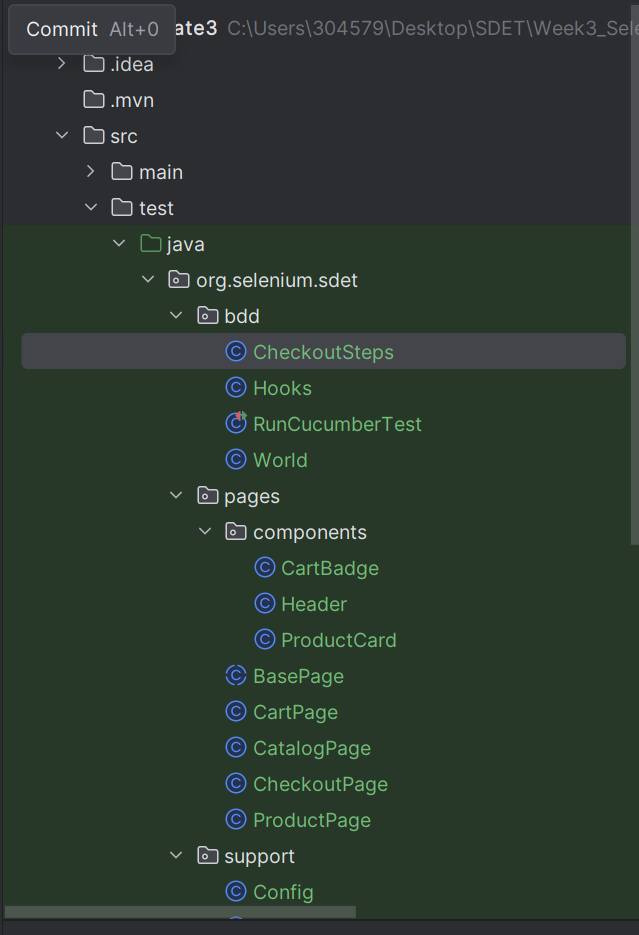 Commit Alt+0
ate3 C:\Users\304579\Desktop\SDET\Week3_Sele
.idea
.mvn
src
main
test
java
org.selenium.sdet
bdd
CheckoutSteps
Hooks
RunCucumberTest
World
pages
components
CartBadge
Header
ProductCard
BasePage
CartPage
CatalogPage
CheckoutPage
ProductPage
support
Config